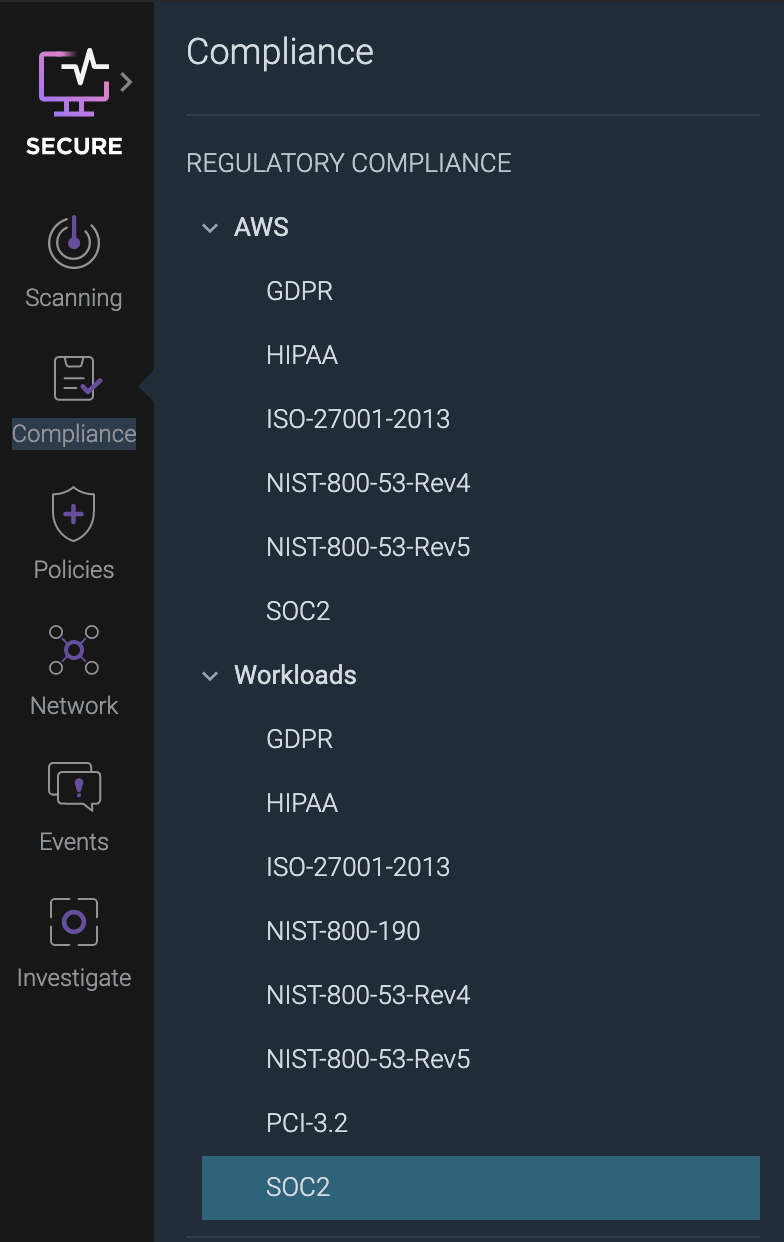 SECURE
Scanning
Compliance
Policies
Network
Events
Investigate
Compliance
REGULATORY COMPLIANCE
AWS
GDPR
HIPAA
ISO-27001-2013
NIST-800-53-Rev4
NIST-800-53-Rev5
SOC2
Workloads
GDPR
HIPAA
ISO-27001-2013
NIST-800-190
NIST-800-53-Rev4
NIST-800-53-Rev5
PCI-3.2
SOC2